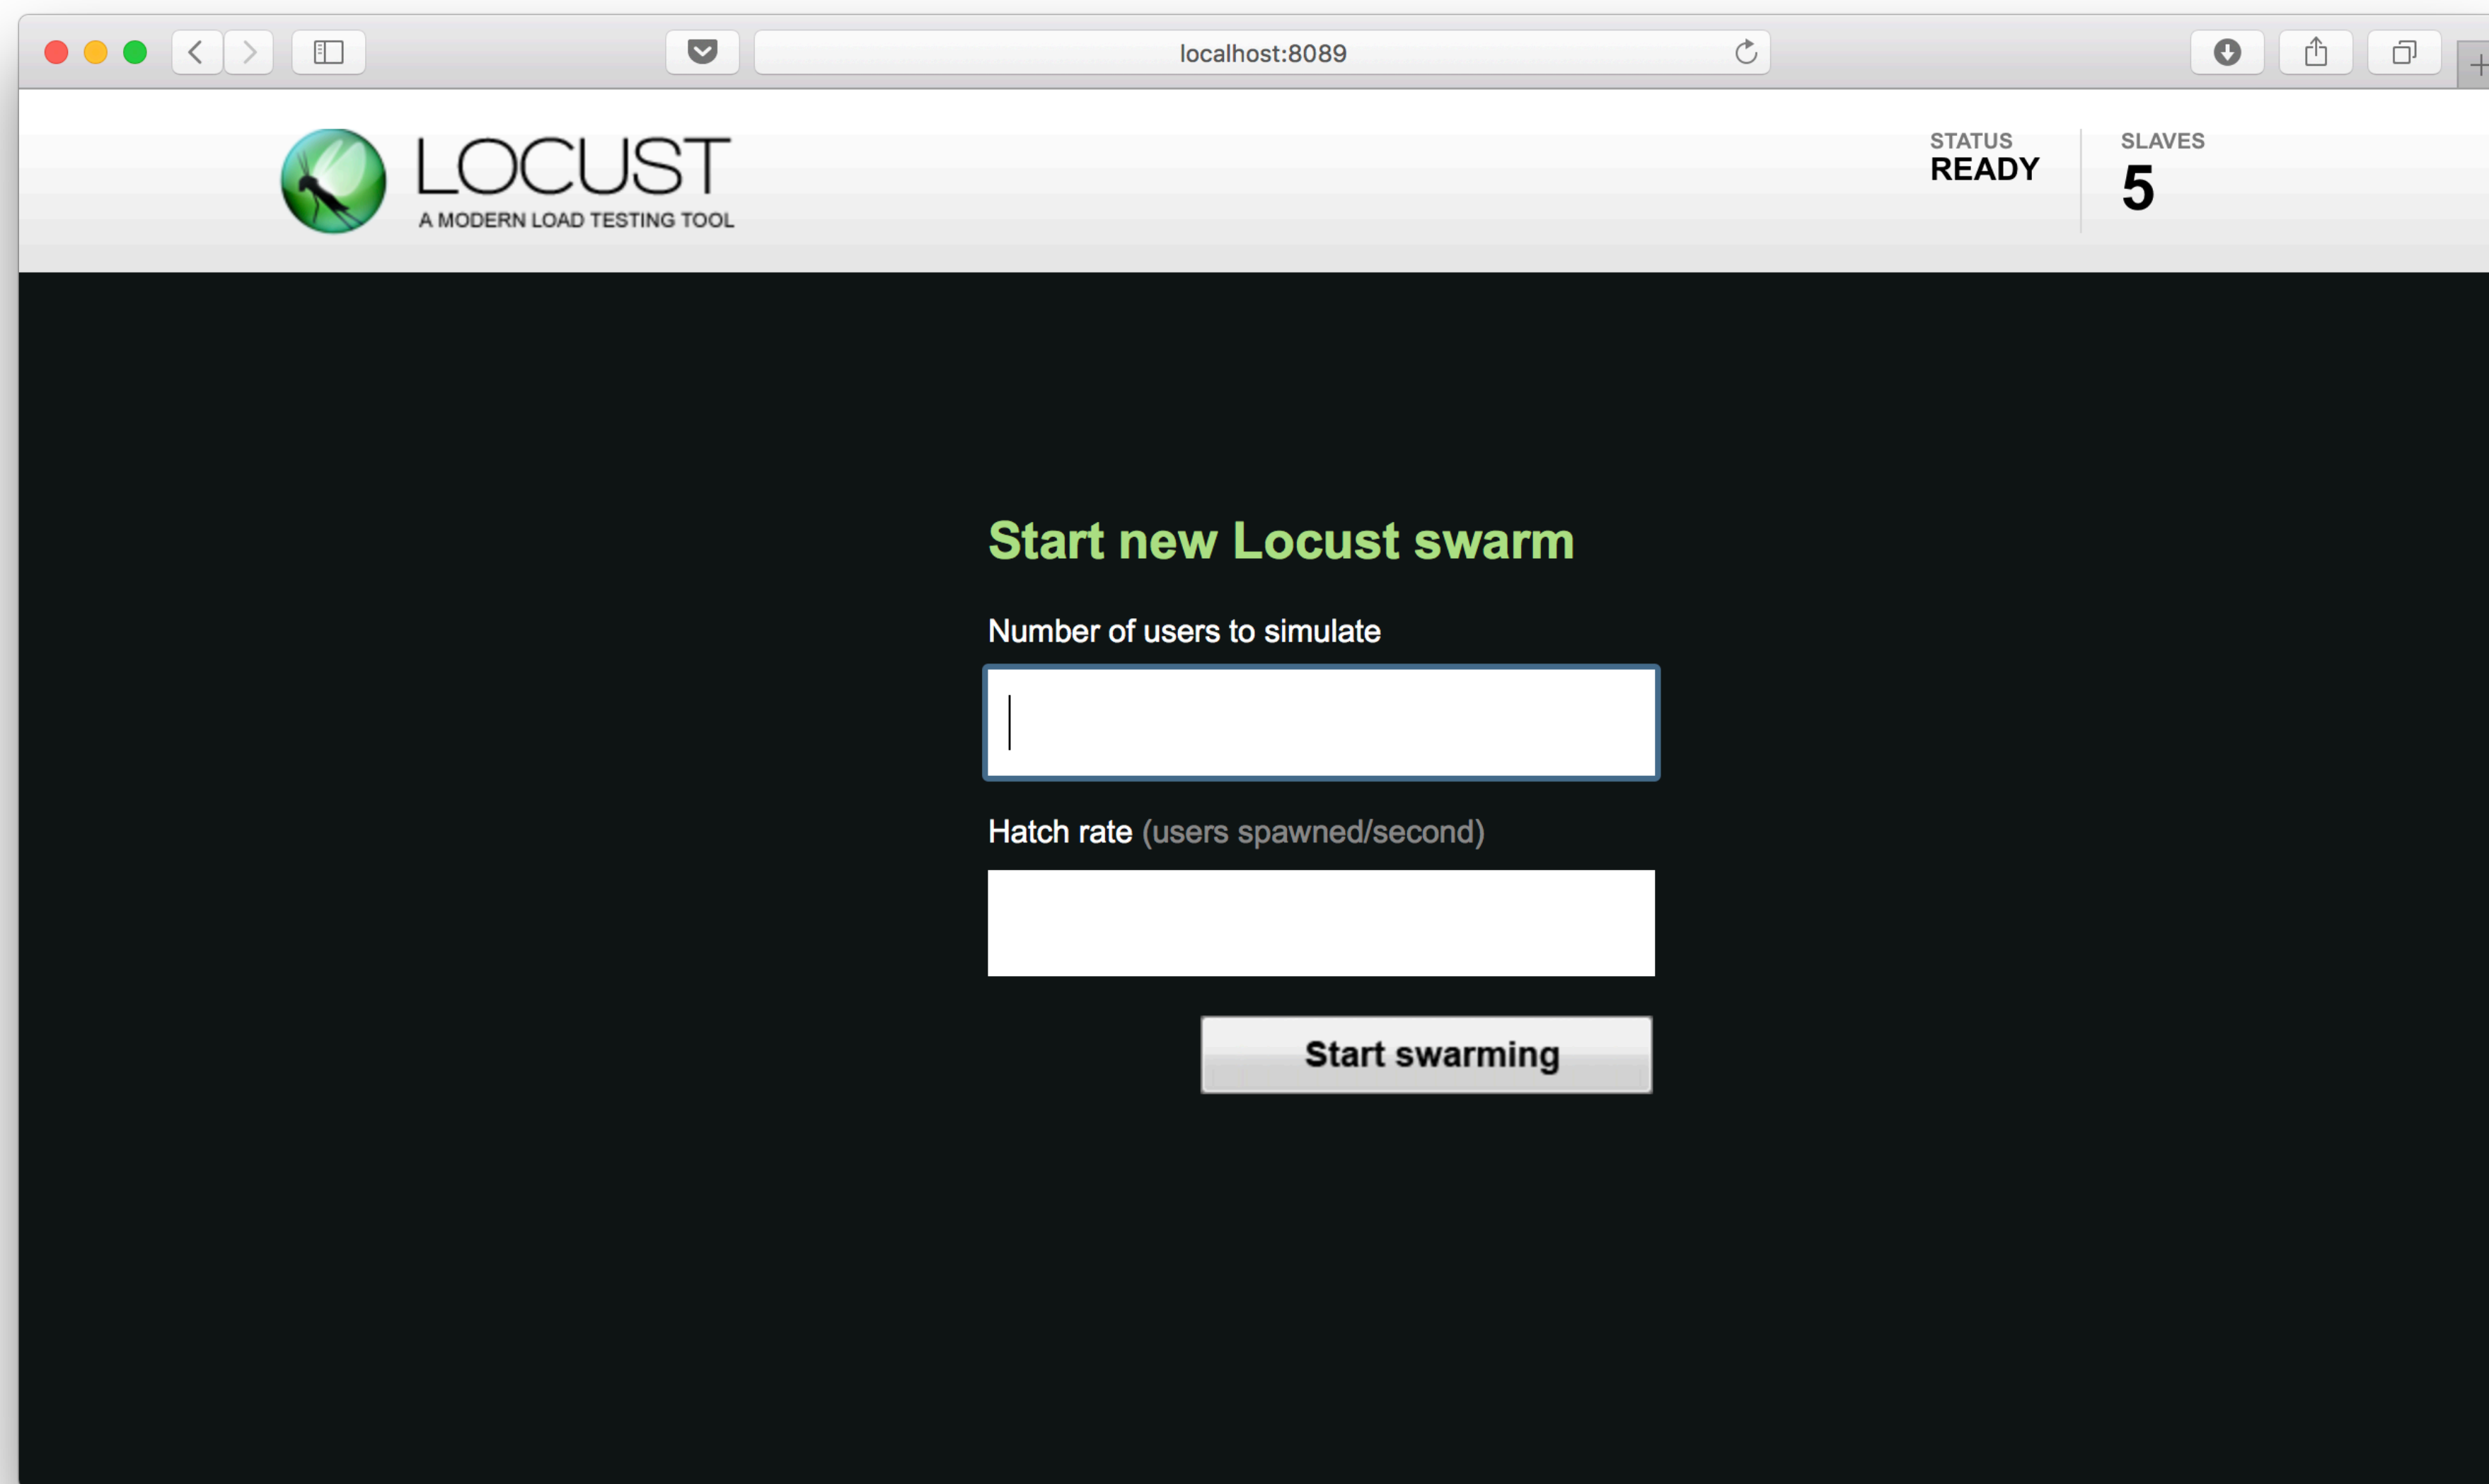 localhost:8089
LOCUST
A MODERN LOAD TESTING TOOL
STATUS
READY
SLAVES
5
Start new Locust swarm
Number of users to simulate
Hatch rate (users spawned/second)
Start swarming